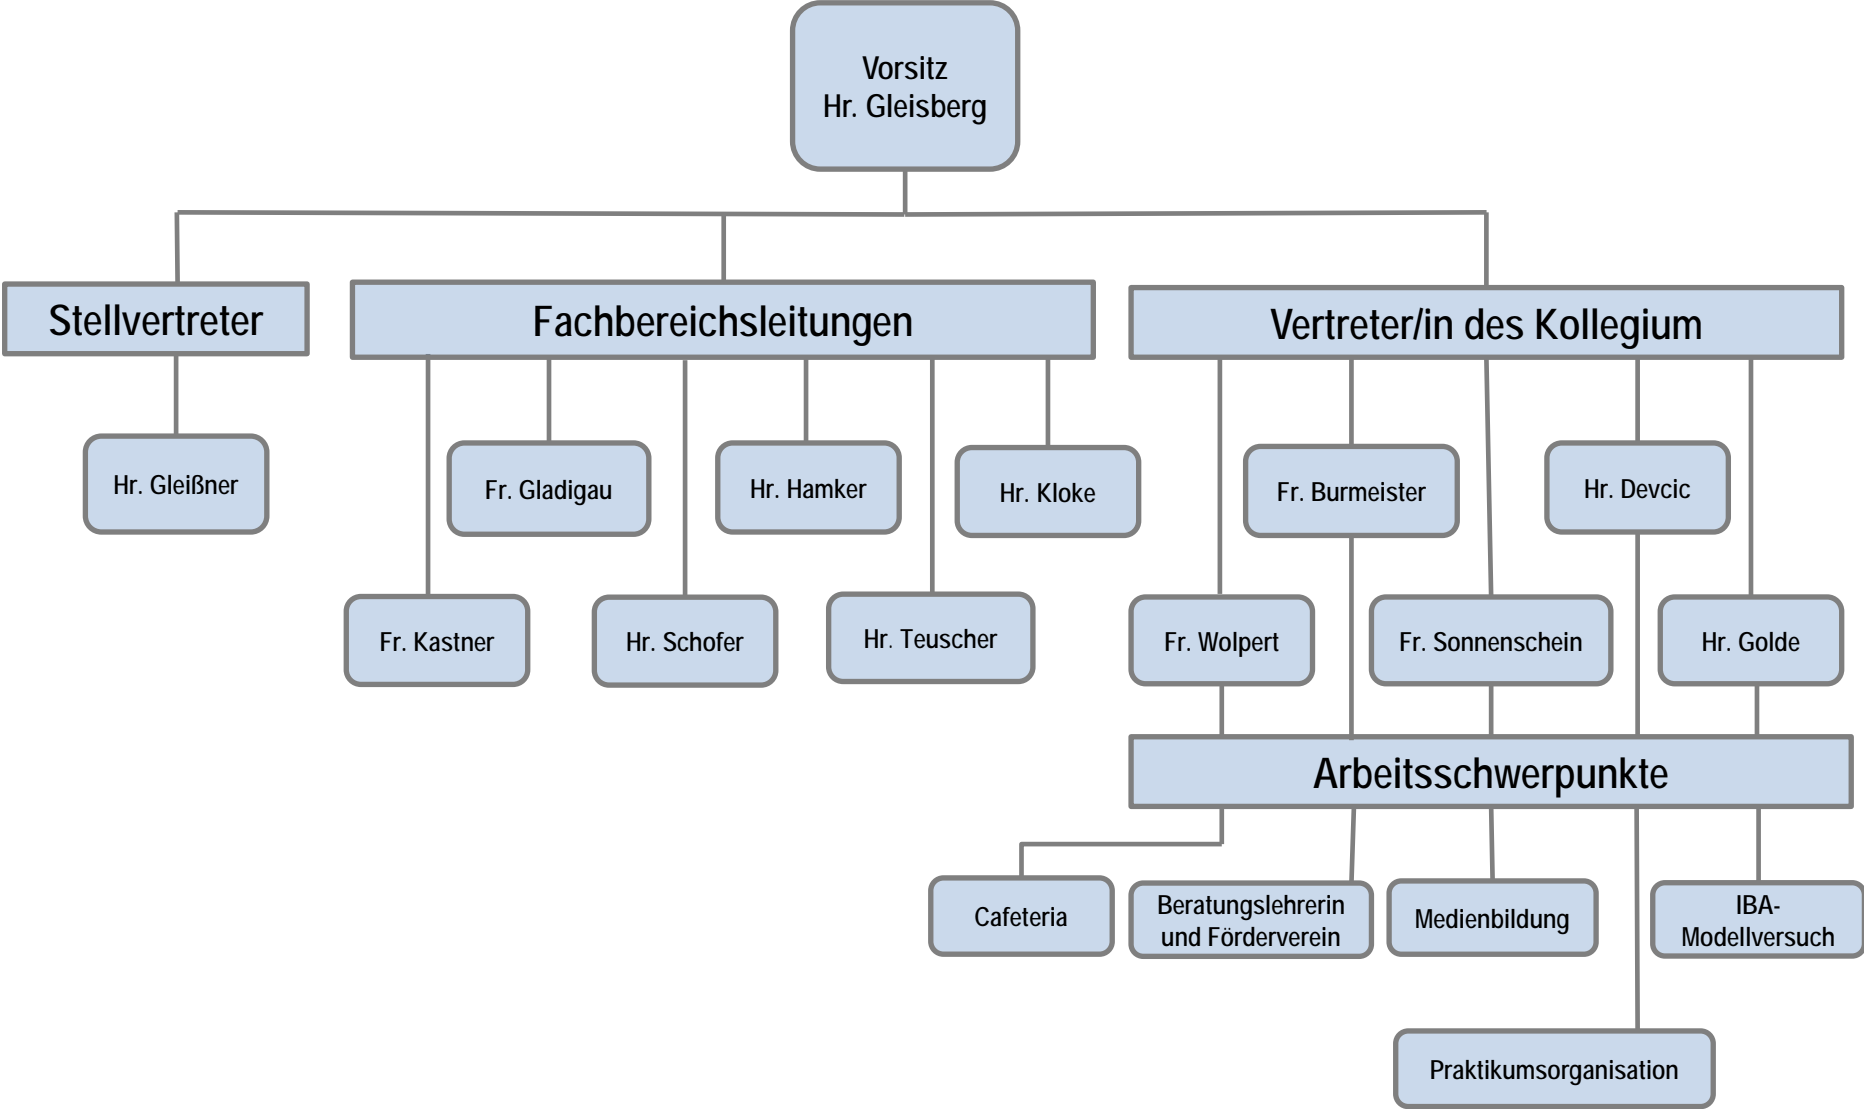 Vorsitz
Hr. Gleisberg
Stellvertreter
Fachbereichsleitungen
Vertreter/in des Kollegium
Hr. Gleißner
Fr. Gladigau
Hr. Hamker
Hr. Kloke
Fr. Burmeister
Hr. Devcic
Fr. Kastner
Hr. Schofer
Hr. Teuscher
Fr. Wolpert
Fr. Sonnenschein
Hr. Golde
Arbeitsschwerpunkte
Cafeteria
Beratungslehrerin
und Förderverein
Medienbildung
IBA-
Modellversuch
Praktikumsorganisation